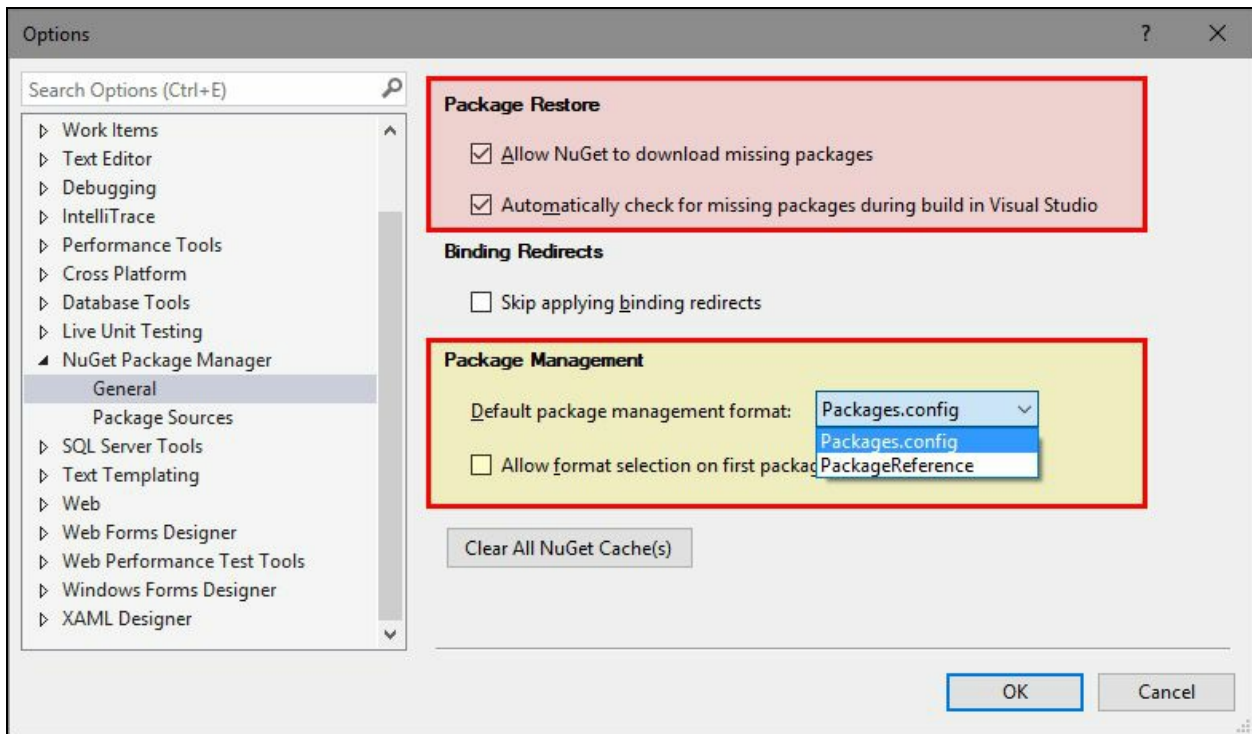 Options
?
Search Options (Ctrl+E)
Work Items
Text Editor
Debugging
IntelliTrace
Performance Tools
Cross Platform
Database Tools
Live Unit Testing
NuGet Package Manager
General
Package Sources
SQL Server Tools
Text Templating
Web
Web Forms Designer
Web Performance Test Tools
Windows Forms Designer
XAML Designer
Package Restore
Allow NuGet to download missing packages
Automatically check for missing packages during build in Visual Studio
Binding Redirects
Skip applying binding redirects
Package Management
Default package management format: Packages.config
Packages.config
Allow format selection on first PackageReference
Clear All NuGet Cache(s)
OK Cancel